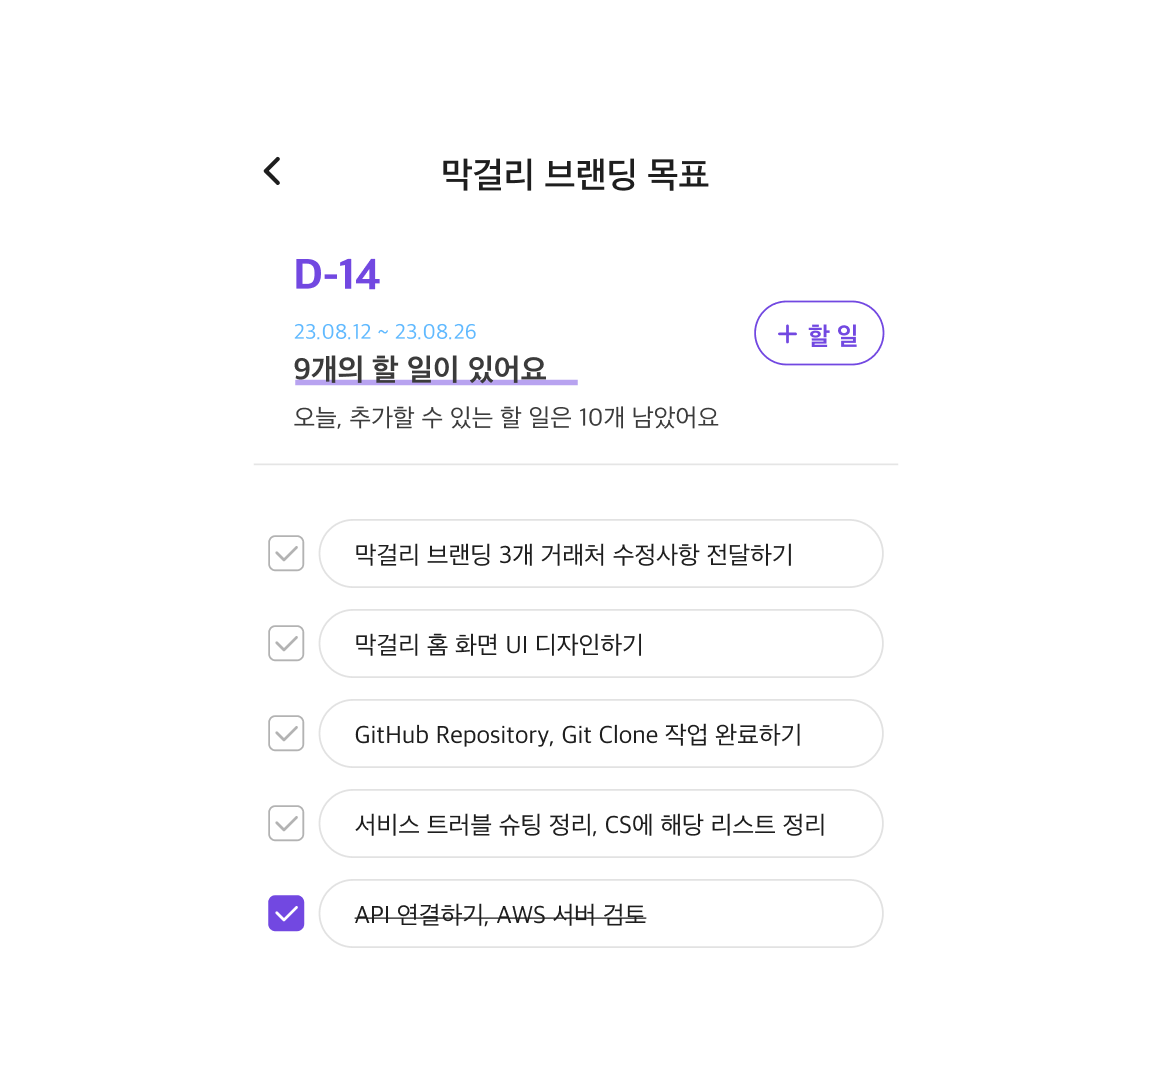 막걸리 브랜딩 목표
D-14
23.08.12 ~ 23.08.26
+ 할 일
9개의 할 일이 있어요
오늘, 추가할 수 있는 할 일은 10개 남았어요
막걸리 브랜딩 3개 거래처 수정사항 전달하기
막걸리 홈 화면 UI 디자인하기
GitHub Repository, Git Clone 작업 완료하기
서비스 트러블 슈팅 정리, CS에 해당 리스트 정리
API 연결하기, AWS 서버 검토